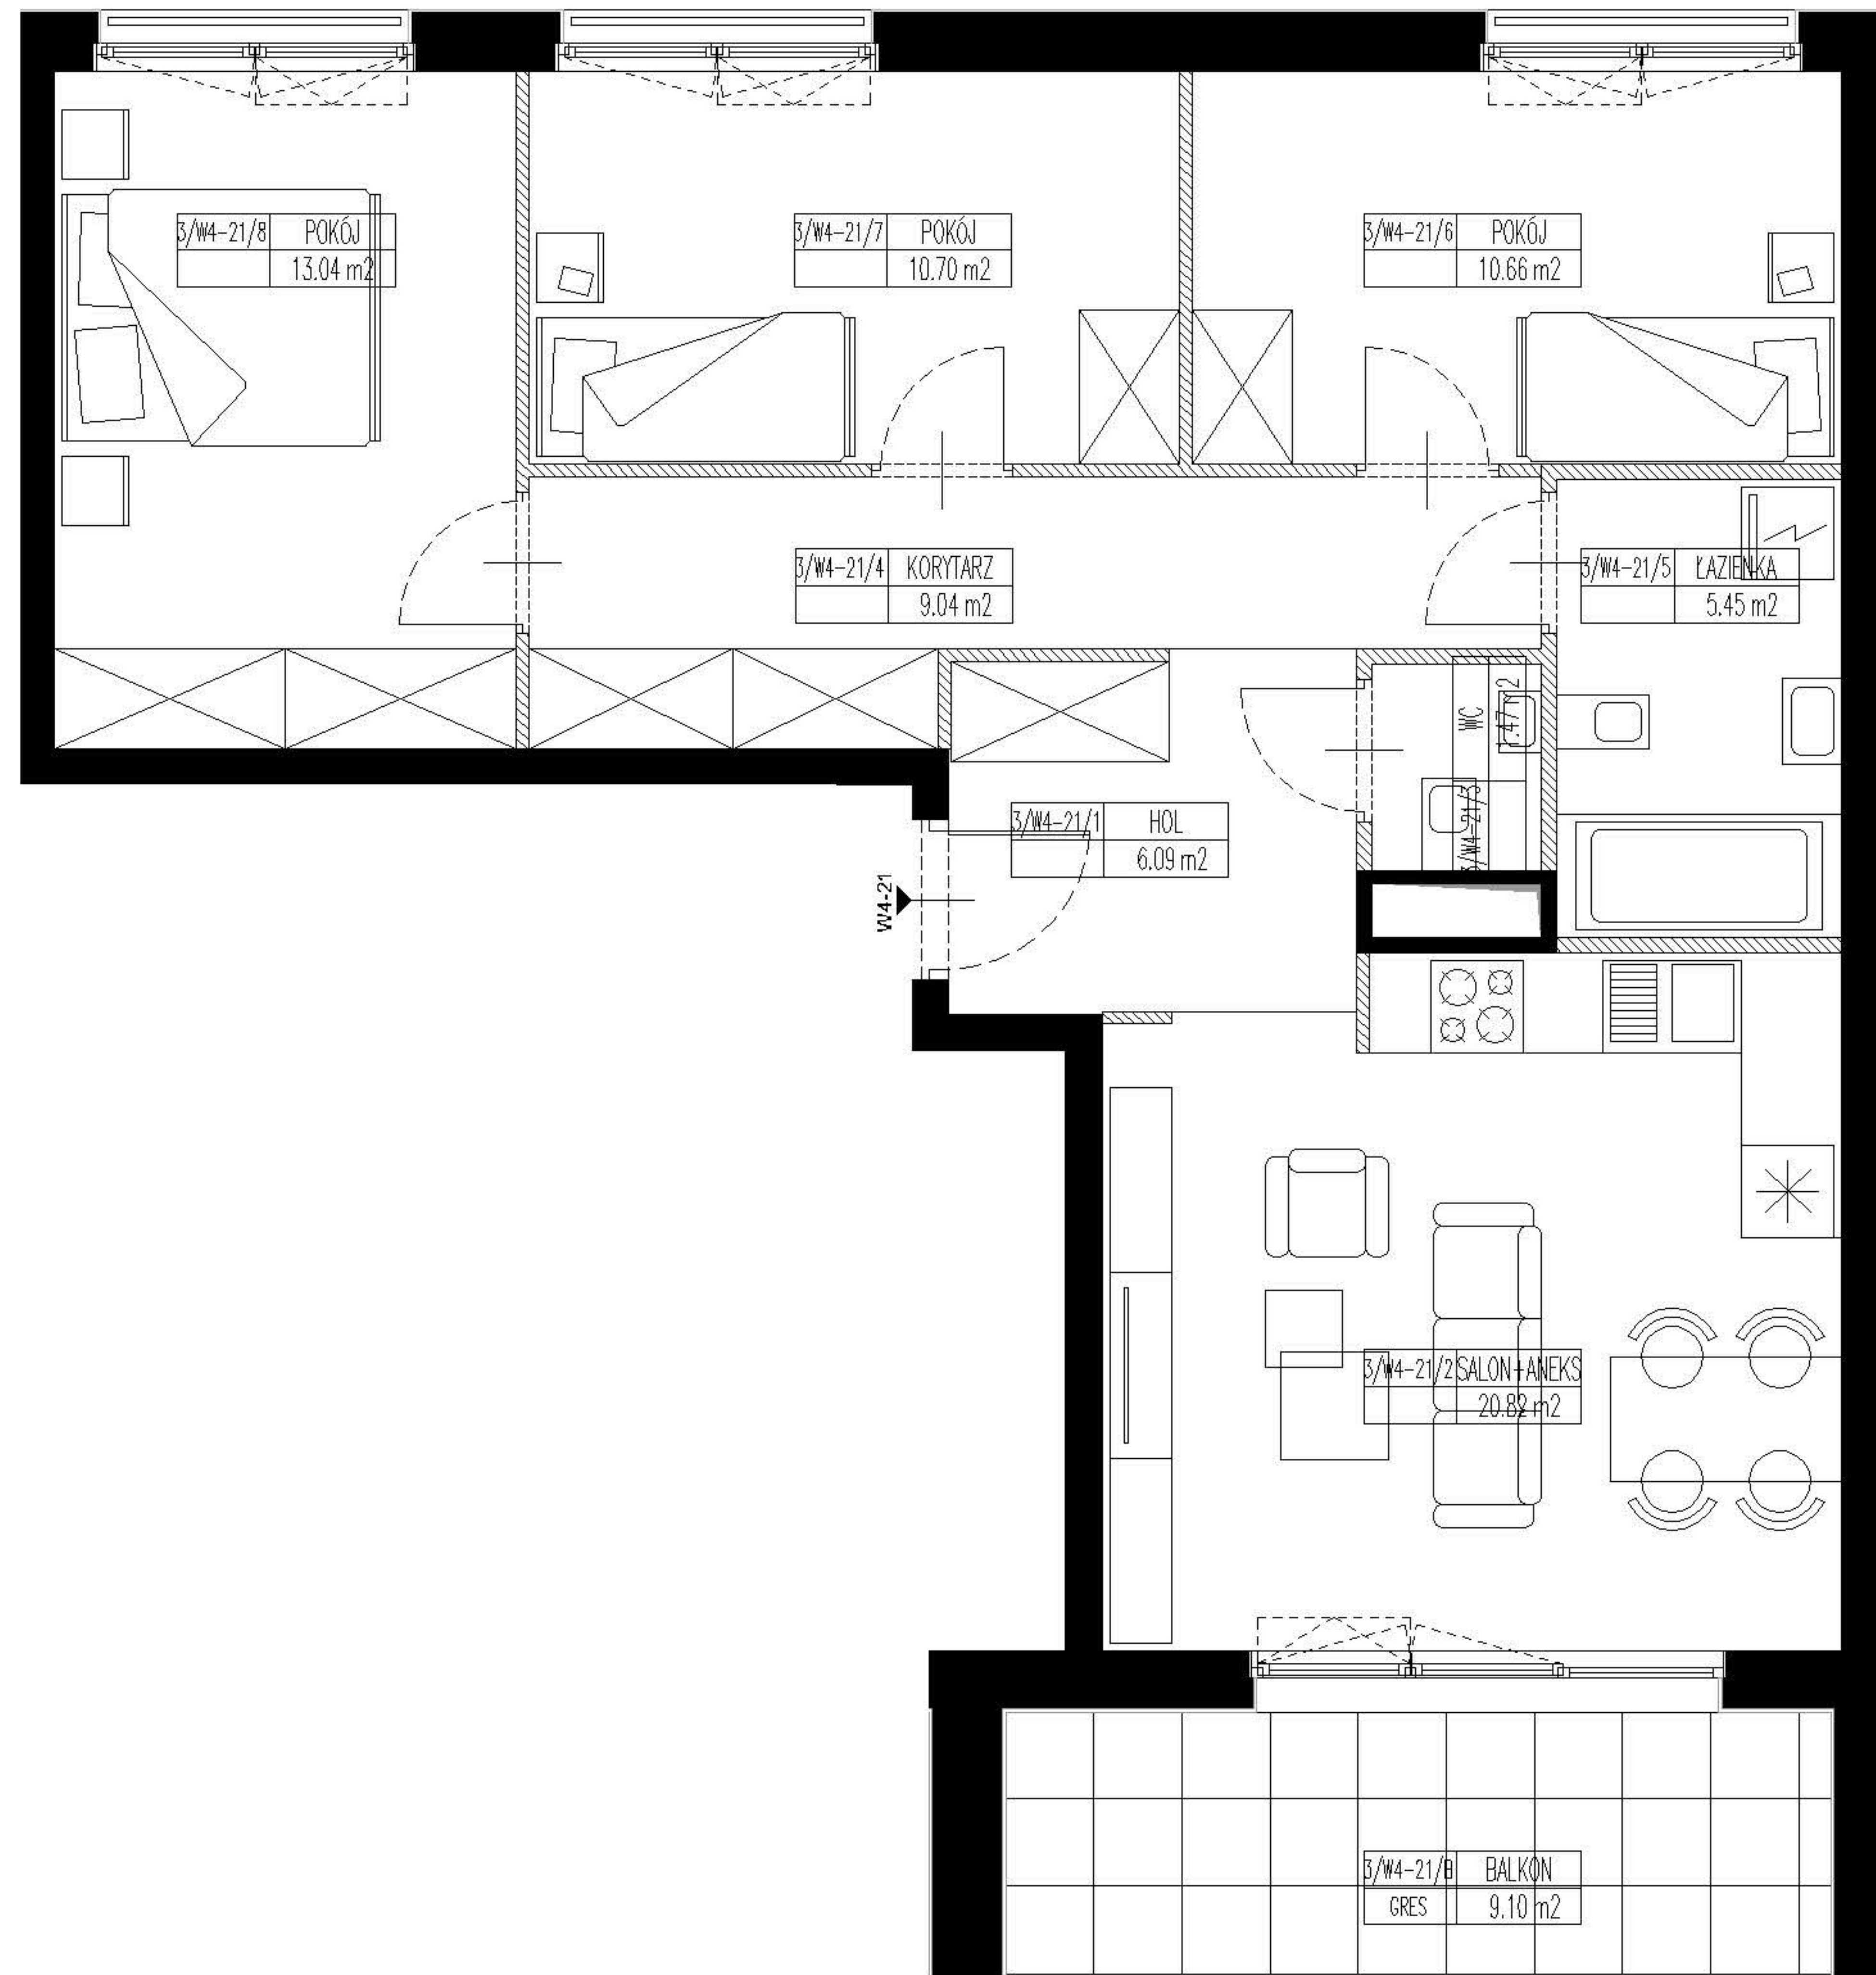 3/W4-21/8 POKÓJ
13.04 m2
3/W4-21/7 POKÓJ
10.70 m2
3/W4-21/6 POKÓJ
10.66 m2
3/W4-21/4 KORYTARZ
9.04 m2
3/W4-21/5 ŁAZIENKA
5.45 m2
3/W4-21/3 WC
1.47 m2
3/W4-21/1 HOL
6.09 m2
W4-21
3/W4-21/2 SALON+ANEKS
20.82 m2
3/W4-21/B BALKON
GRES 9.10 m2